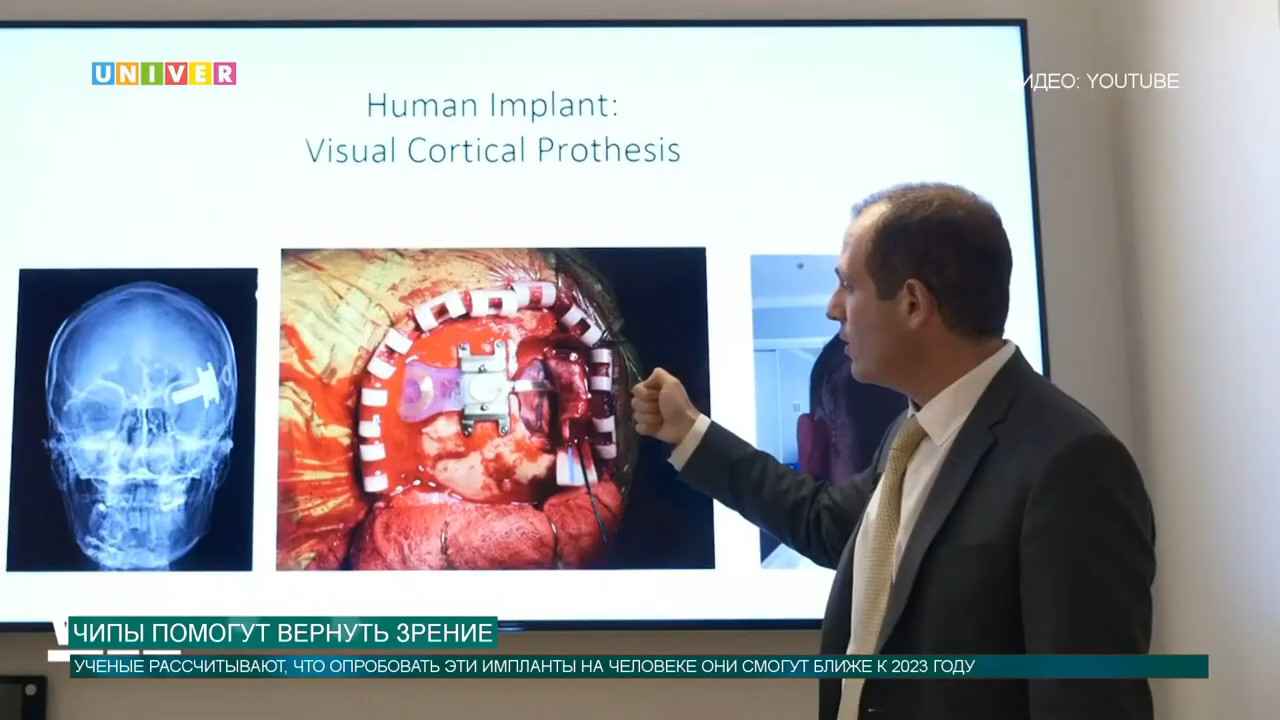 UNIVER
ВИДЕО: YOUTUBE
Human Implant:
Visual Cortical Prothesis
ЧИПЫ ПОМОГУТ ВЕРНУТЬ ЗРЕНИЕ
УЧЕНЫЕ РАССЧИТЫВАЮТ, ЧТО ОПРОБОВАТЬ ЭТИ ИМПЛАНТЫ НА ЧЕЛОВЕКЕ ОНИ СМОГУТ БЛИЖЕ К 2023 ГОДУ